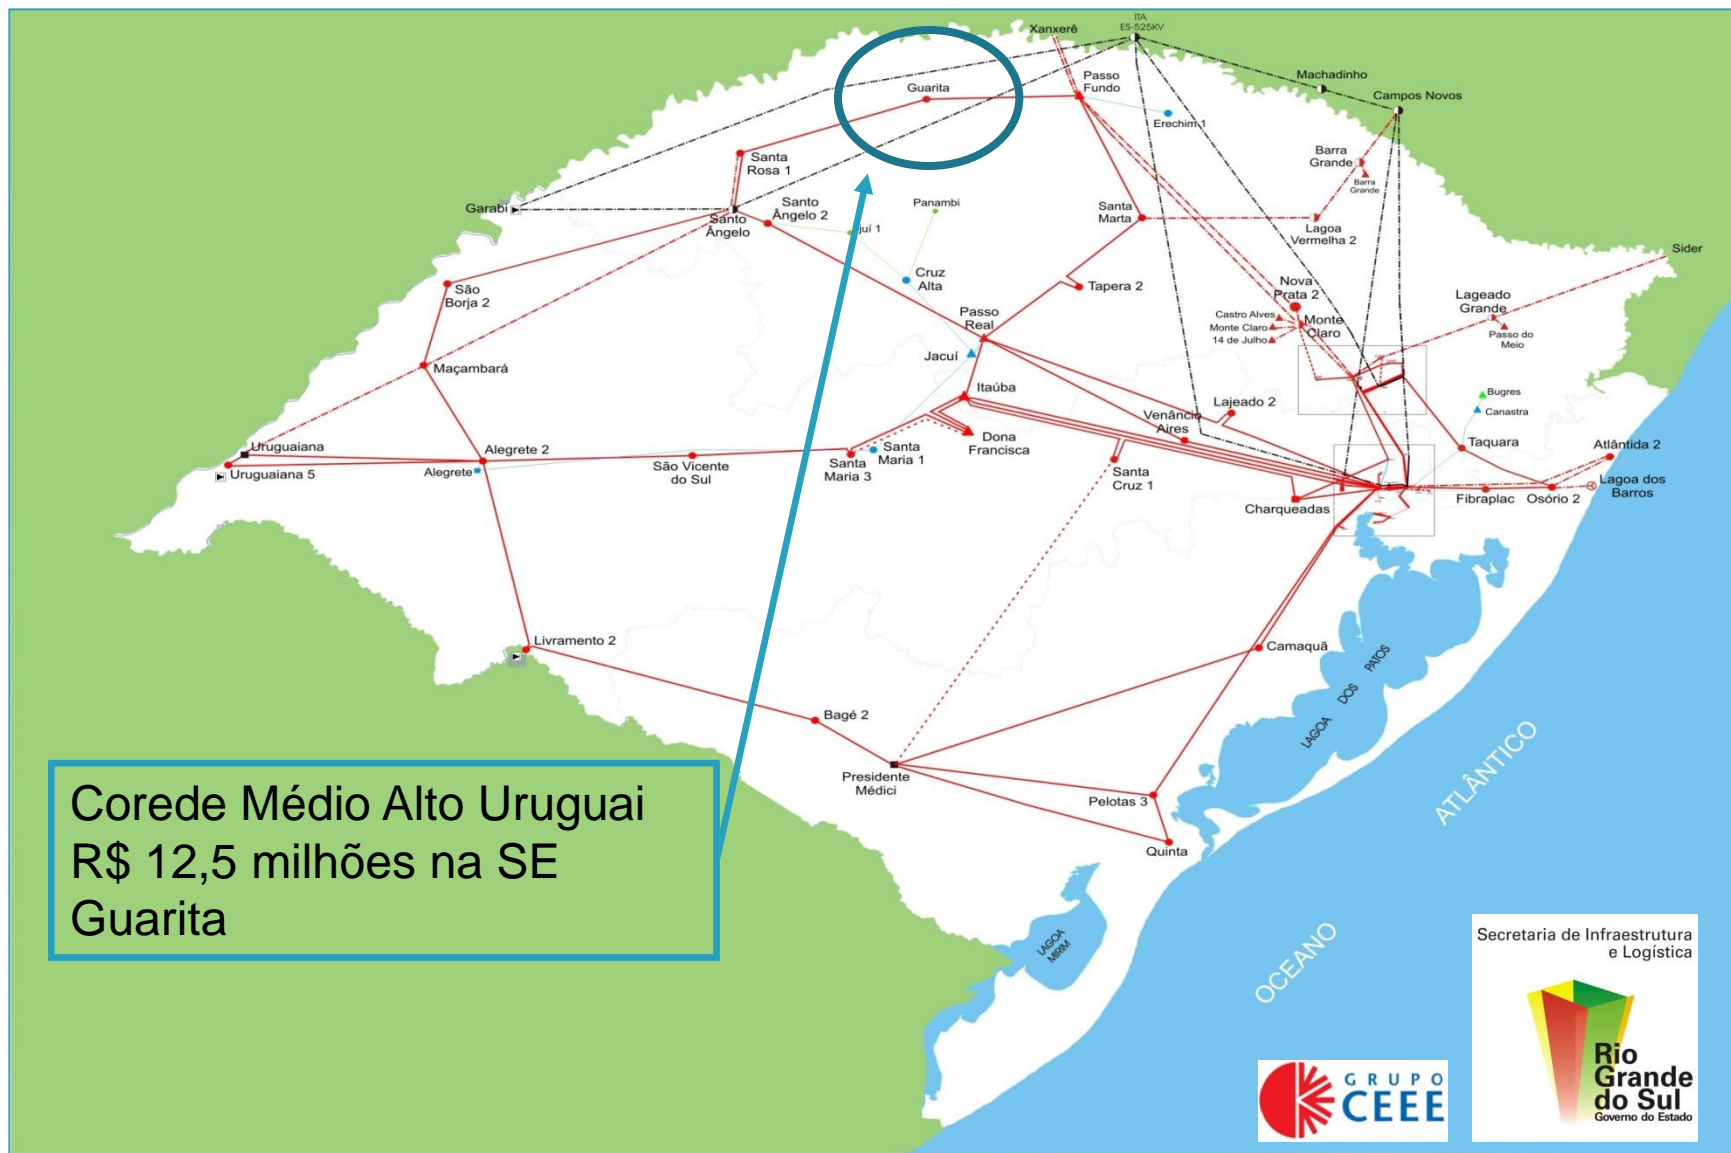 ITA
ES-525KV
Xanxerê
Machadinho
Passo
Fundo
Guarita
Campos Novos
Erechim 1
Santa
Rosa 1
Barra
Grande
Barra
Grande
Garabi
Santo
Ângelo
Santo
Ângelo 2
Panambi
juí 1
Santa
Marta
Lagoa
Vermelha 2
Sider
São
Borja 2
Cruz
Alta
Tapera 2
Nova
Prata 2
Lageado
Grande
Castro Alves
Monte Claro
14 de Julho
Monte
Claro
Passo do
Meio
Passo
Real
Jacuí
Maçambará
Itaúba
Bugres
Canastra
Lajeado 2
Venâncio
Aires
Dona
Francisca
Uruguaiana
Uruguaiana 5
Alegrete 2
Alegrete
São Vicente
do Sul
Santa
Maria 3
Santa
Maria 1
Santa
Cruz 1
Taquara
Atlântida 2
Charqueadas
Fibraplac
Osório 2
Lagoa dos
Barros
Livramento 2
Camaquã
LAGOA DOS PATOS
Bagé 2
Presidente
Médici
Pelotas 3
Quinta
Corede Médio Alto Uruguai
R$ 12,5 milhões na SE
Guarita
LAGOA
MIRIM
OCEANO ATLÂNTICO
GRUPO
CEEE
Secretaria de Infraestrutura
e Logística
Rio
Grande
do Sul
Governo do Estado